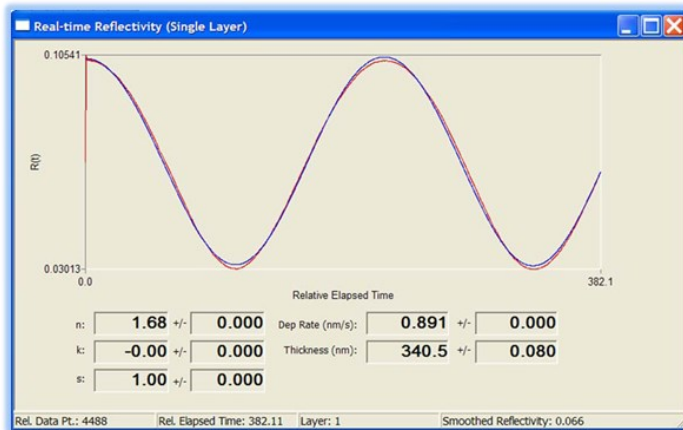 Real-time Reflectivity (Single Layer)
0.10541
R(t)
0.03013
0.0 382.1
Relative Elapsed Time
n: 1.68 +/- 0.000 Dep Rate (nm/s): 0.891 +/- 0.000
k: -0.00 +/- 0.000 Thickness (nm): 340.5 +/- 0.080
s: 1.00 +/- 0.000
Rel. Data Pt.: 4488 Rel. Elapsed Time: 382.11 Layer: 1 Smoothed Reflectivity: 0.066